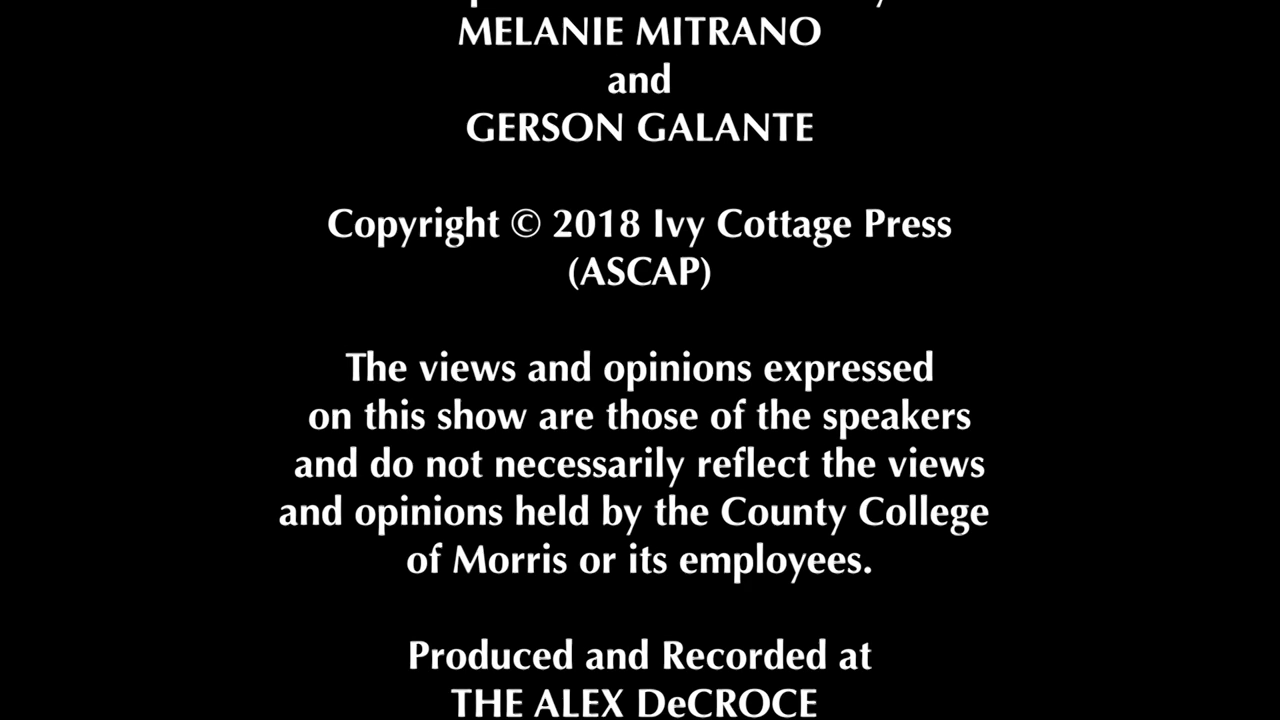 MELANIE MITRANO
and
GERSON GALANTE
Copyright © 2018 Ivy Cottage Press
(ASCAP)
The views and opinions expressed
on this show are those of the speakers
and do not necessarily reflect the views
and opinions held by the County College
of Morris or its employees.
Produced and Recorded at
THE ALEX DeCROCE